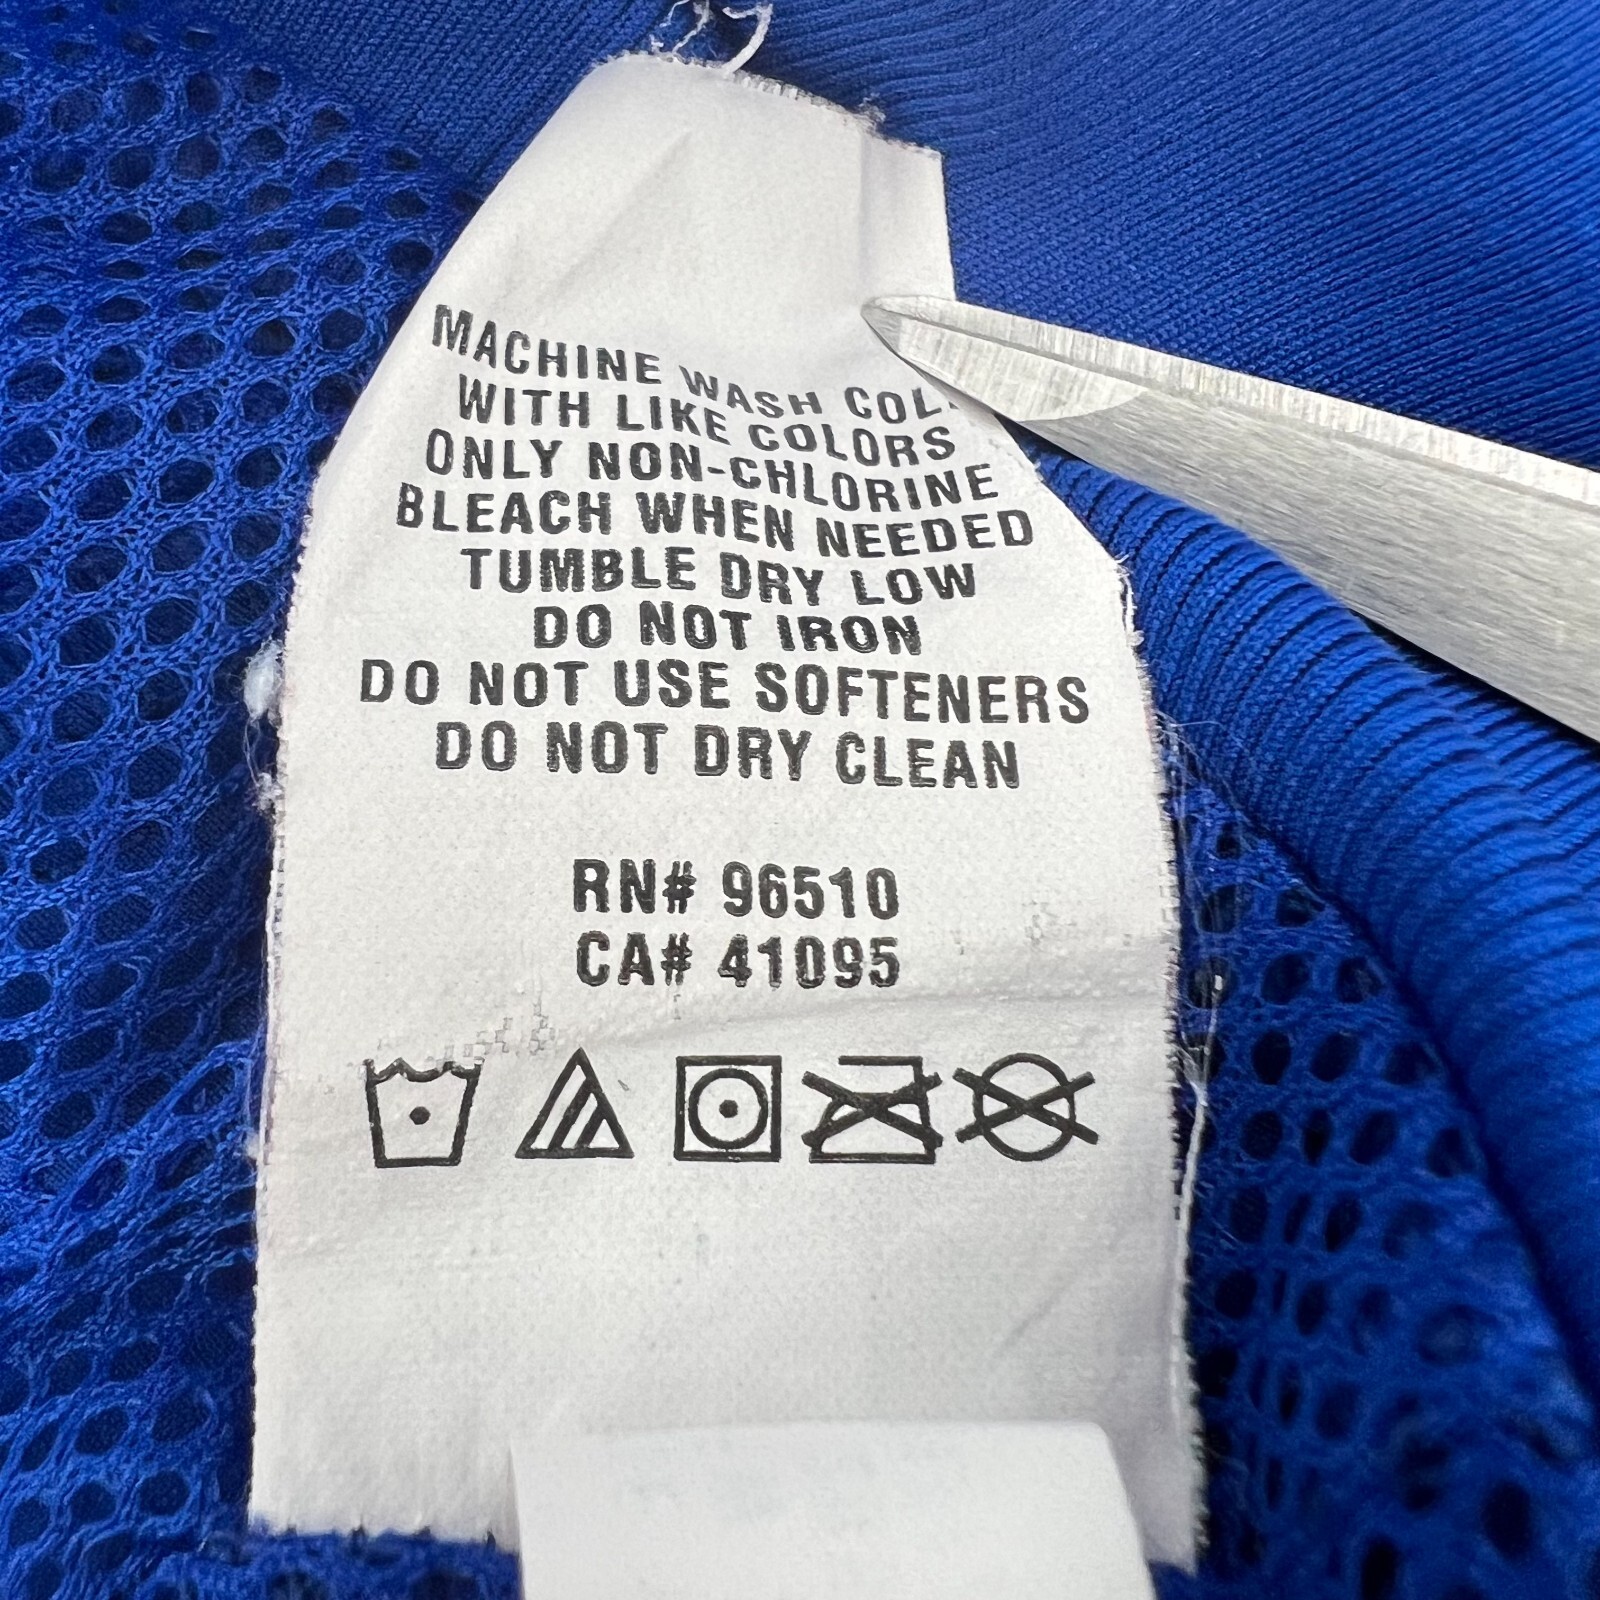 MACHINE WASH COL
WITH LIKE COLORS
ONLY NON-CHLORINE
BLEACH WHEN NEEDED
TUMBLE DRY LOW
DO NOT IRON
DO NOT USE SOFTENERS
DO NOT DRY CLEAN
RN# 96510
CA# 41095